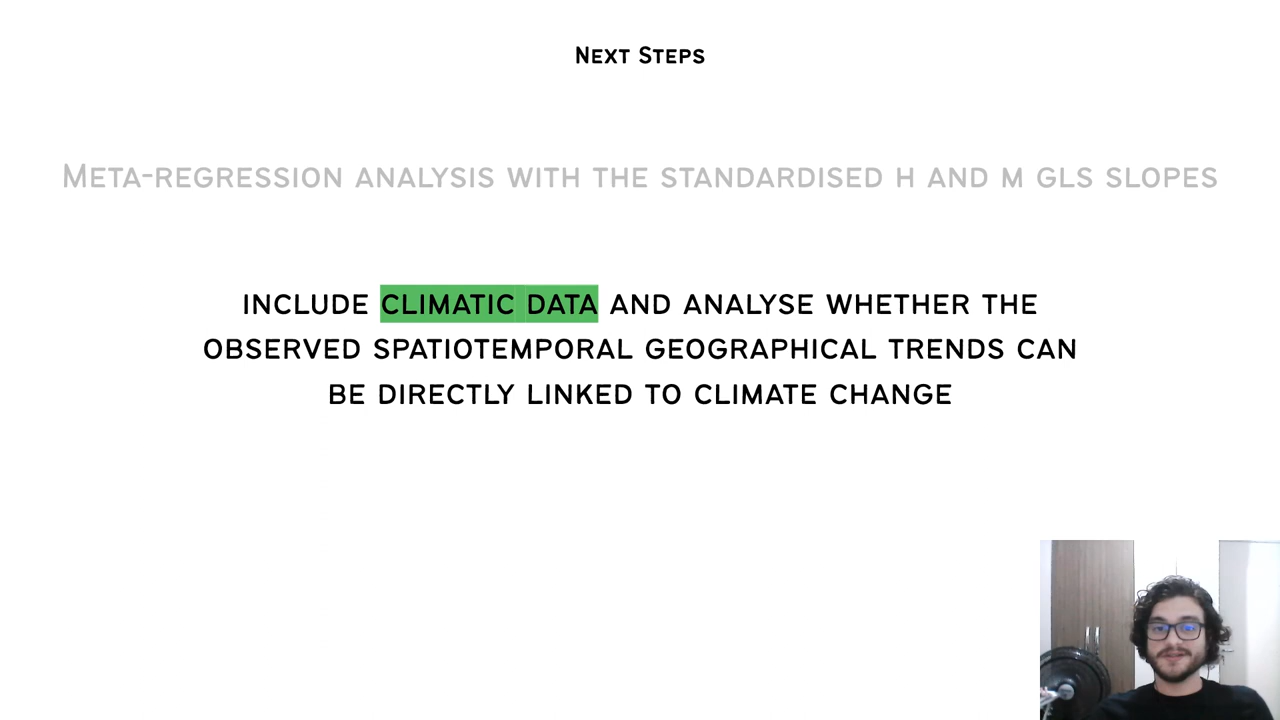 Next Steps
Meta-regression analysis with the standardised h and m gls slopes
include climatic data and analyse whether the
observed spatiotemporal geographical trends can
be directly linked to climate change